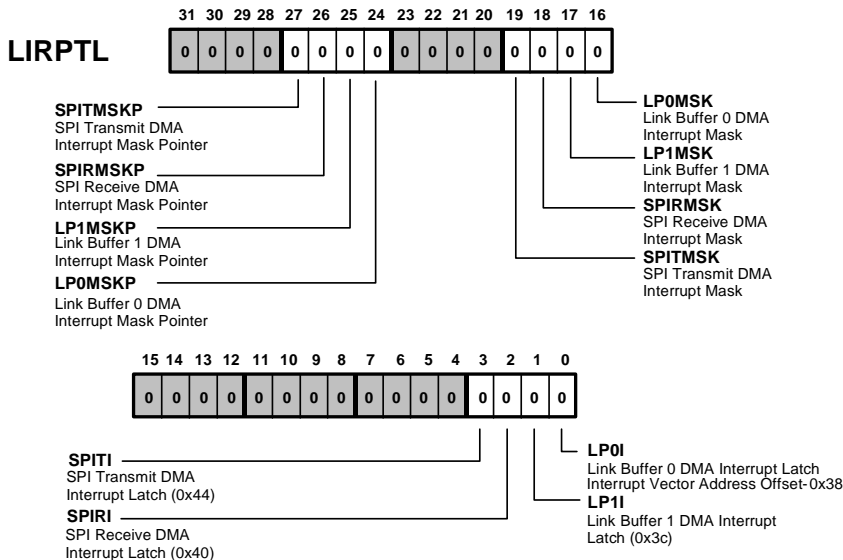 31 30 29 28 27 26 25 24 23 22 21 20 19 18 17 16
LIRPTL
0 0 0 0 0 0 0 0 0 0 0 0 0 0 0 0
SPITMSKP
SPI Transmit DMA
Interrupt Mask Pointer
SPIRMSKP
SPI Receive DMA
Interrupt Mask Pointer
LP1MSKP
Link Buffer 1 DMA
Interrupt Mask Pointer
LP0MSKP
Link Buffer 0 DMA
Interrupt Mask Pointer
LP0MSK
Link Buffer 0 DMA
Interrupt Mask
LP1MSK
Link Buffer 1 DMA
Interrupt Mask
SPIRMSK
SPI Receive DMA
Interrupt Mask
SPITMSK
SPI Transmit DMA
Interrupt Mask
15 14 13 12 11 10 9 8 7 6 5 4 3 2 1 0
0 0 0 0 0 0 0 0 0 0 0 0 0 0 0 0
SPITI
SPI Transmit DMA
Interrupt Latch (0x44)
SPIRI
SPI Receive DMA
Interrupt Latch (0x40)
LP0I
Link Buffer 0 DMA Interrupt Latch
Interrupt Vector Address Offset-0x38
LP1I
Link Buffer 1 DMA Interrupt
Latch (0x3c)